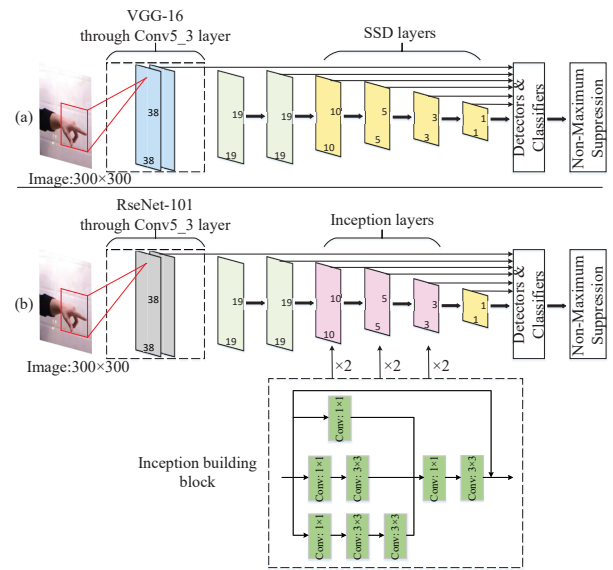 VGG-16
through Conv5_3 layer
SSD layers
(a)
38
38
19
19
19
19
10
10
5
5
3
3
1
1
Detectors &
Classifiers
Non-Maximum
Suppression
Image:300×300
RseNet-101
through Conv5_3 layer
Inception layers
(b)
38
38
19
19
19
19
10
10
5
5
3
3
1
1
Detectors &
Classifiers
Non-Maximum
Suppression
Image:300×300
×2
×2
×2
Inception building
block
Conv: 1×1
Conv: 1×1
Conv: 3×3
Conv: 1×1
Conv: 3×3
Conv: 1×1
Conv: 3×3
Conv: 3×3